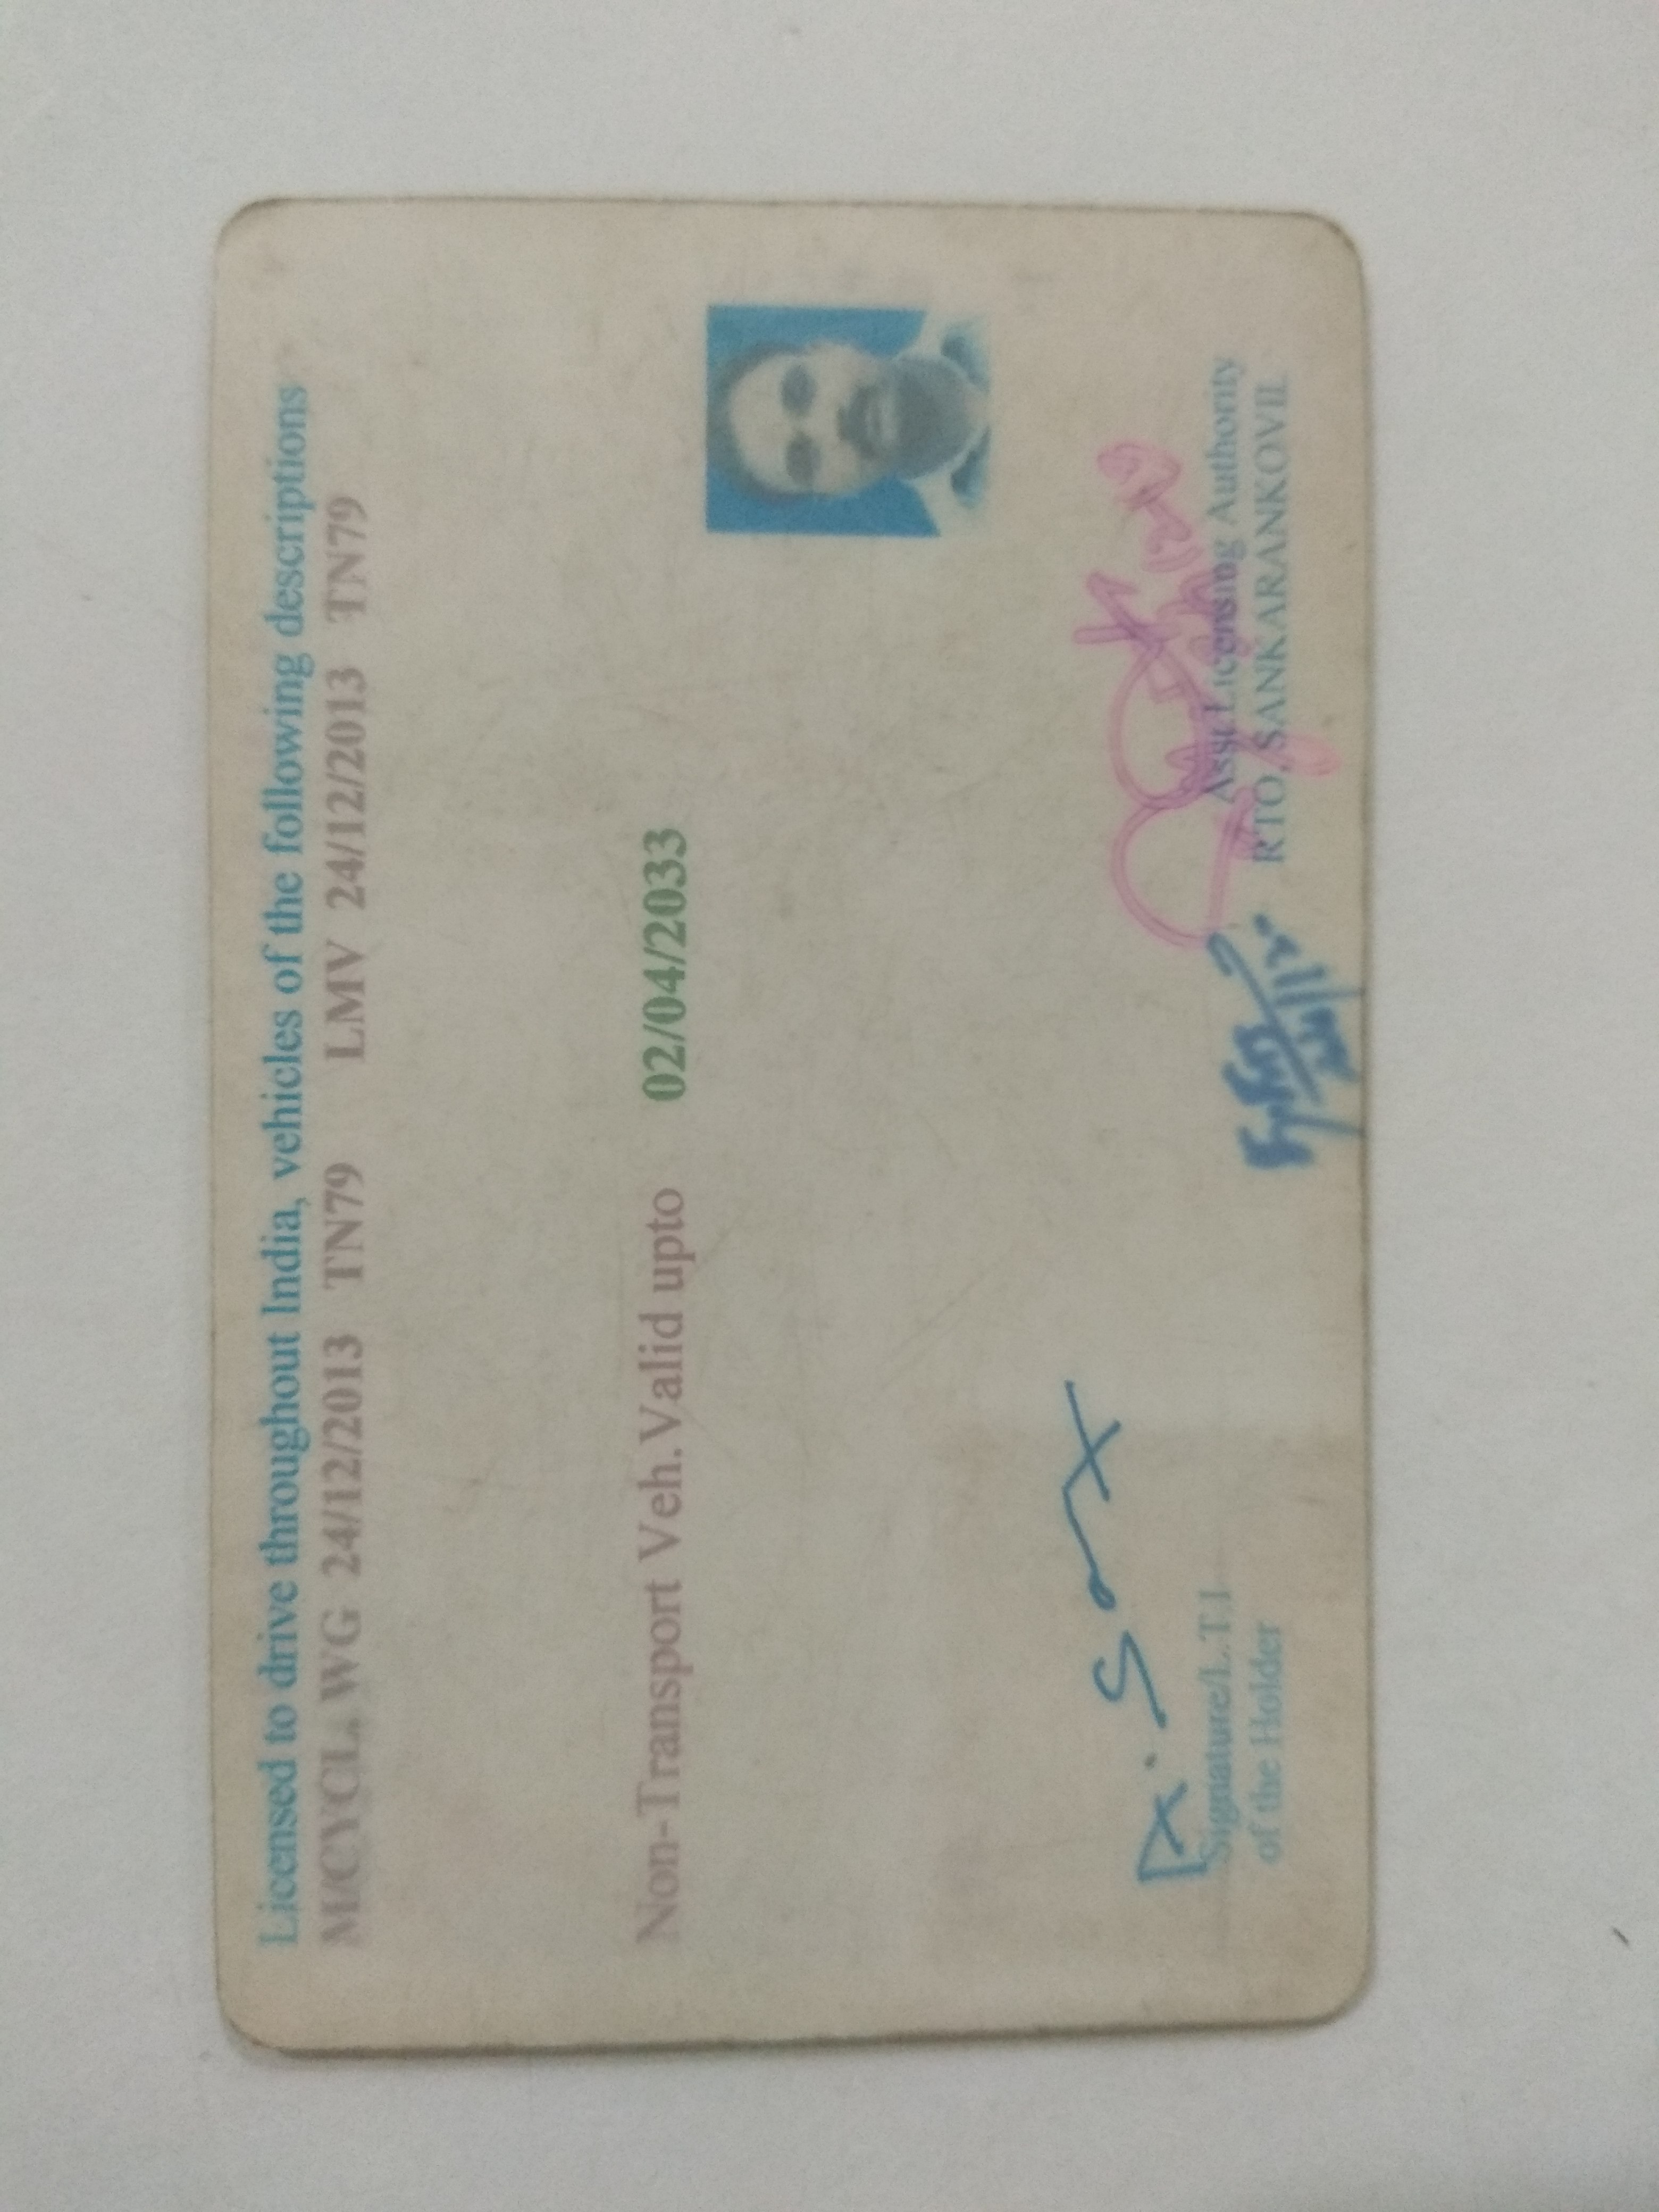 Licensed to drive throughout India, vehicles of the following descriptions
M/CYCL.WG 24/12/2013 TN79 LMV 24/12/2013 TN79
Non-Transport Veh.Valid upto 02/04/2033
Signature/L.T.I
of the Holder
Asst Licensing Authority
RTO, SANKARANKOVIL